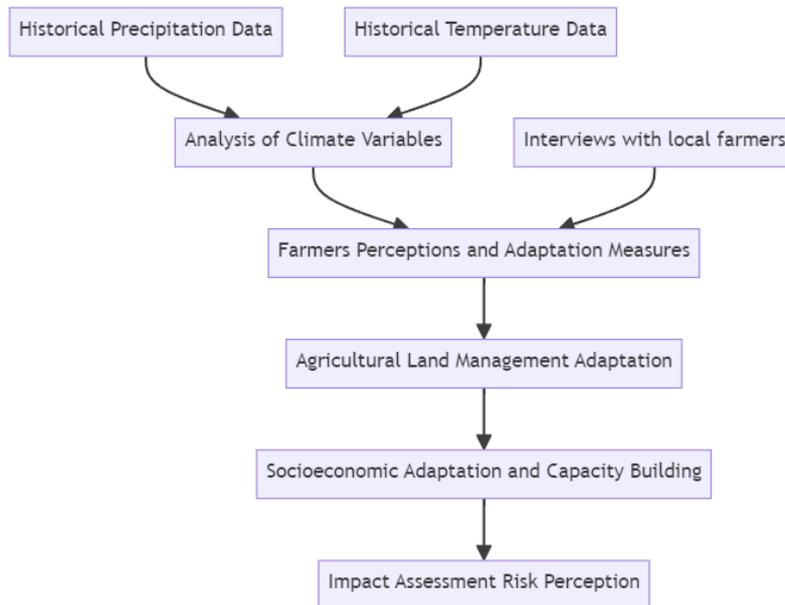 Historical Precipitation Data
Historical Temperature Data
Analysis of Climate Variables
Interviews with local farmers
Farmers Perceptions and Adaptation Measures
Agricultural Land Management Adaptation
Socioeconomic Adaptation and Capacity Building
Impact Assessment Risk Perception